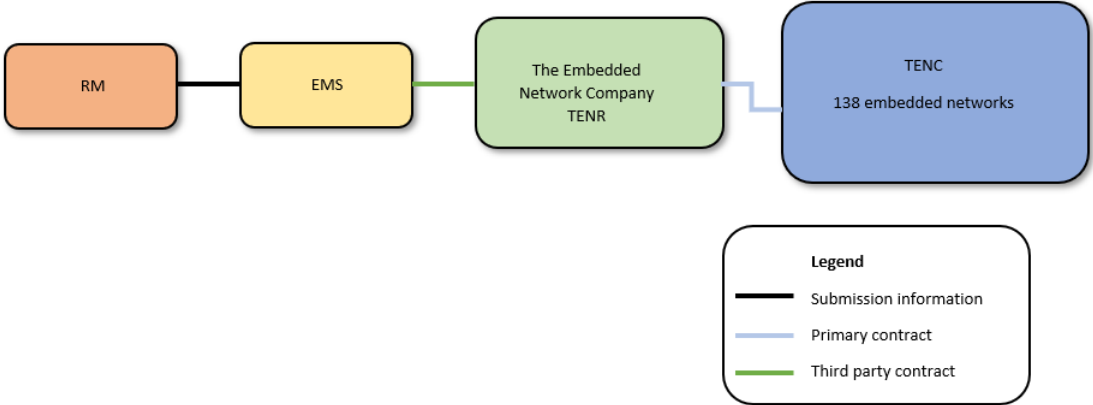 RM
EMS
The Embedded
Network Company
TENR
TENC
138 embedded networks
Legend
Submission information
Primary contract
Third party contract